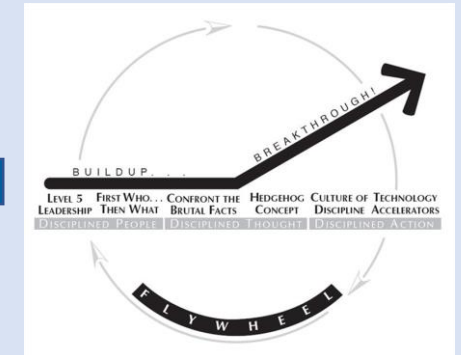 BUILDUP...
BREAKTHROUGH!
LEVEL 5 FIRST WHO... CONFRONT THE HEDGEHOG CULTURE OF TECHNOLOGY
LEADERSHIP THEN WHAT BRUTAL FACTS CONCEPT DISCIPLINE ACCELERATORS
DISCIPLINED PEOPLE DISCIPLINED THOUGHT DISCIPLINED ACTION
FLYWHEEL